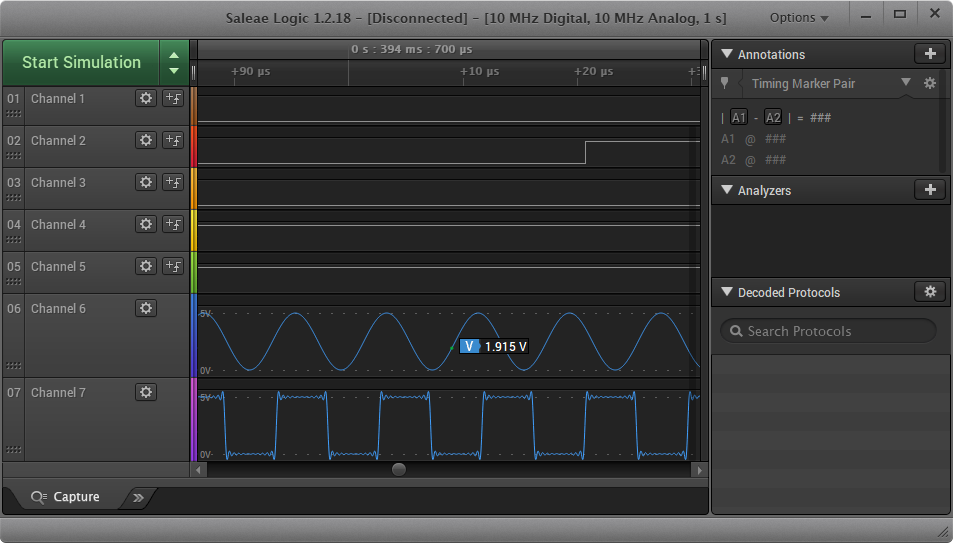 Saleae Logic 1.2.18 - [Disconnected] - [10 MHz Digital, 10 MHz Analog, 1 s]
Options
Start Simulation
0 s : 394 ms : 700 µs
+90 µs
+10 µs
+20 µs
Annotations
Timing Marker Pair
| A1 - A2 | = ###
A1 @ ###
A2 @ ###
Analyzers
Decoded Protocols
Search Protocols
01 Channel 1
02 Channel 2
03 Channel 3
04 Channel 4
05 Channel 5
06 Channel 6
5V
V 1.915 V
0V
07 Channel 7
5V
0V
Capture